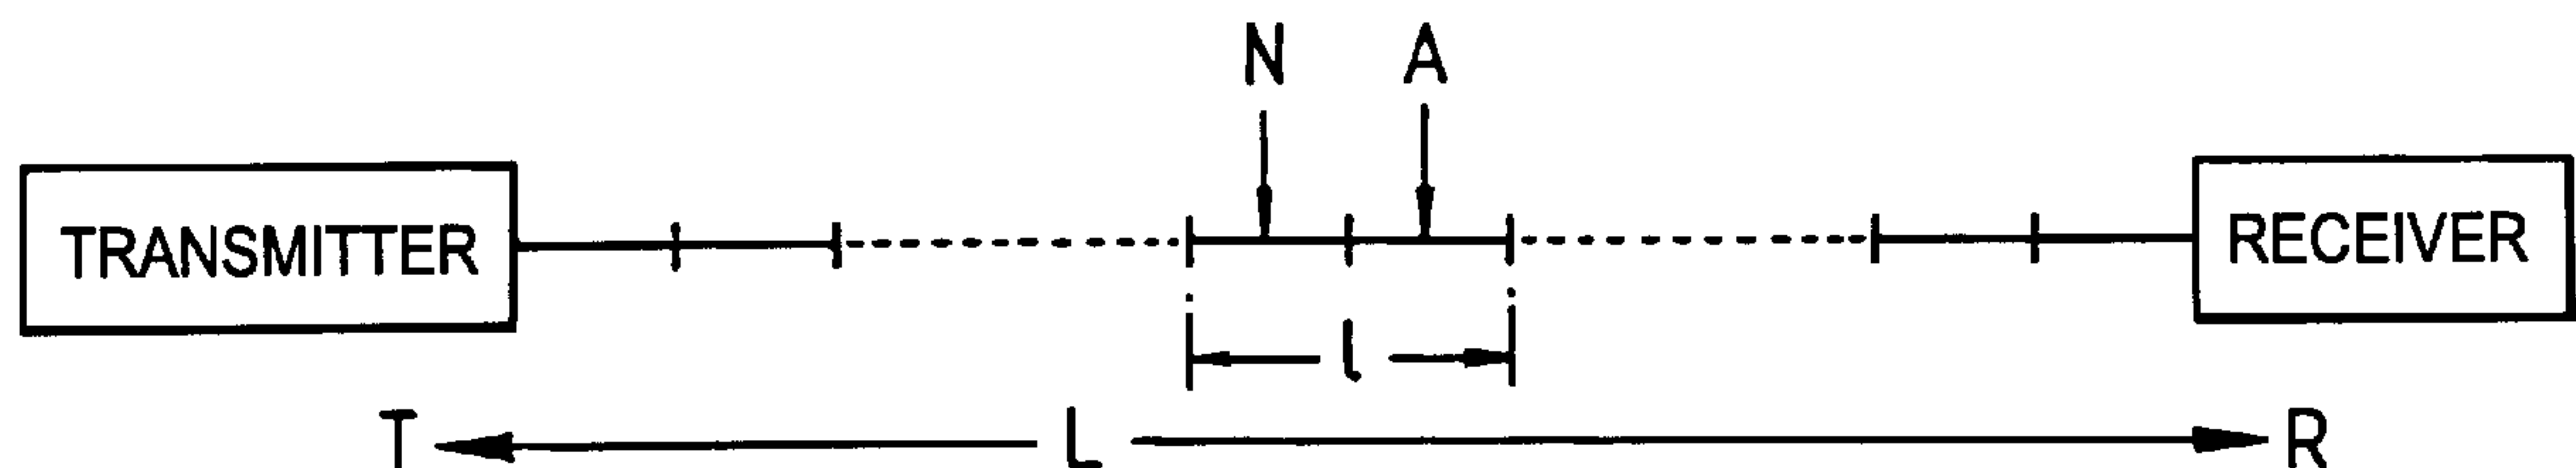 N A
TRANSMITTER RECEIVER
l
T L R